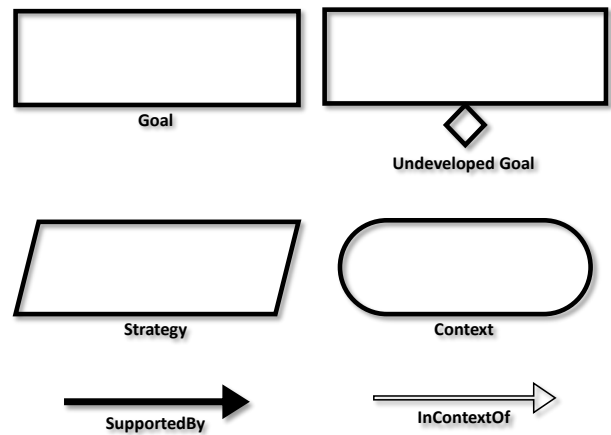 Goal
Undeveloped Goal
Strategy
Context
SupportedBy
InContextOf